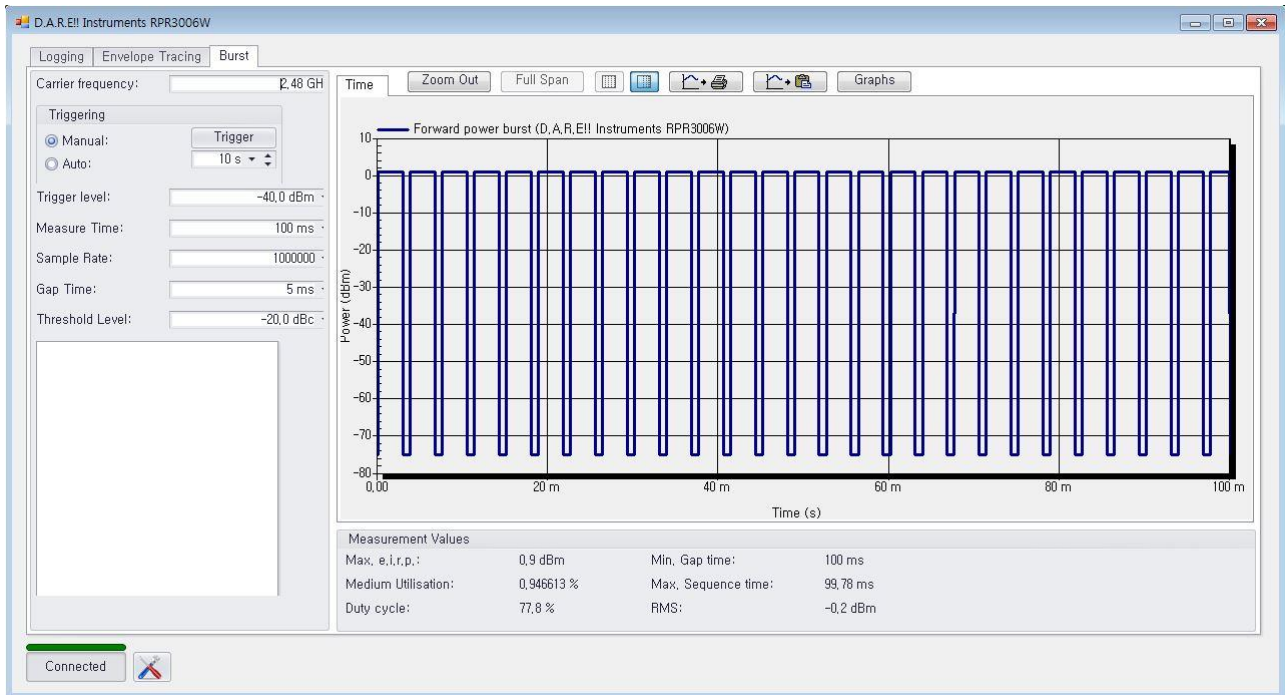 D.A.R.E!! Instruments RPR3006W
Logging Envelope Tracing Burst
Carrier frequency: 2,48 GH
Triggering
Manual: Trigger
Auto: 10 s
Trigger level: -40,0 dBm
Measure Time: 100 ms
Sample Rate: 1000000
Gap Time: 5 ms
Threshold Level: -20,0 dBc
Time Zoom Out Full Span Graphs
Forward power burst (D,A,R,E!! Instruments RPR3006W)
10
0
-10
-20
-30
-40
-50
-60
-70
-80
Power (dBm)
0,00 20 m 40 m 60 m 80 m 100 m
Time (s)
Measurement Values
Max, e,i,r,p,: 0,9 dBm Min, Gap time: 100 ms
Medium Utilisation: 0,946613 % Max, Sequence time: 99,78 ms
Duty cycle: 77,8 % RMS: -0,2 dBm
Connected